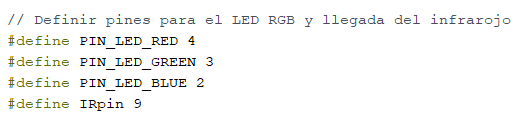 // Definir pines para el LED RGB y llegada del infrarojo
#define PIN_LED_RED 4
#define PIN_LED_GREEN 3
#define PIN_LED_BLUE 2
#define IRpin 9